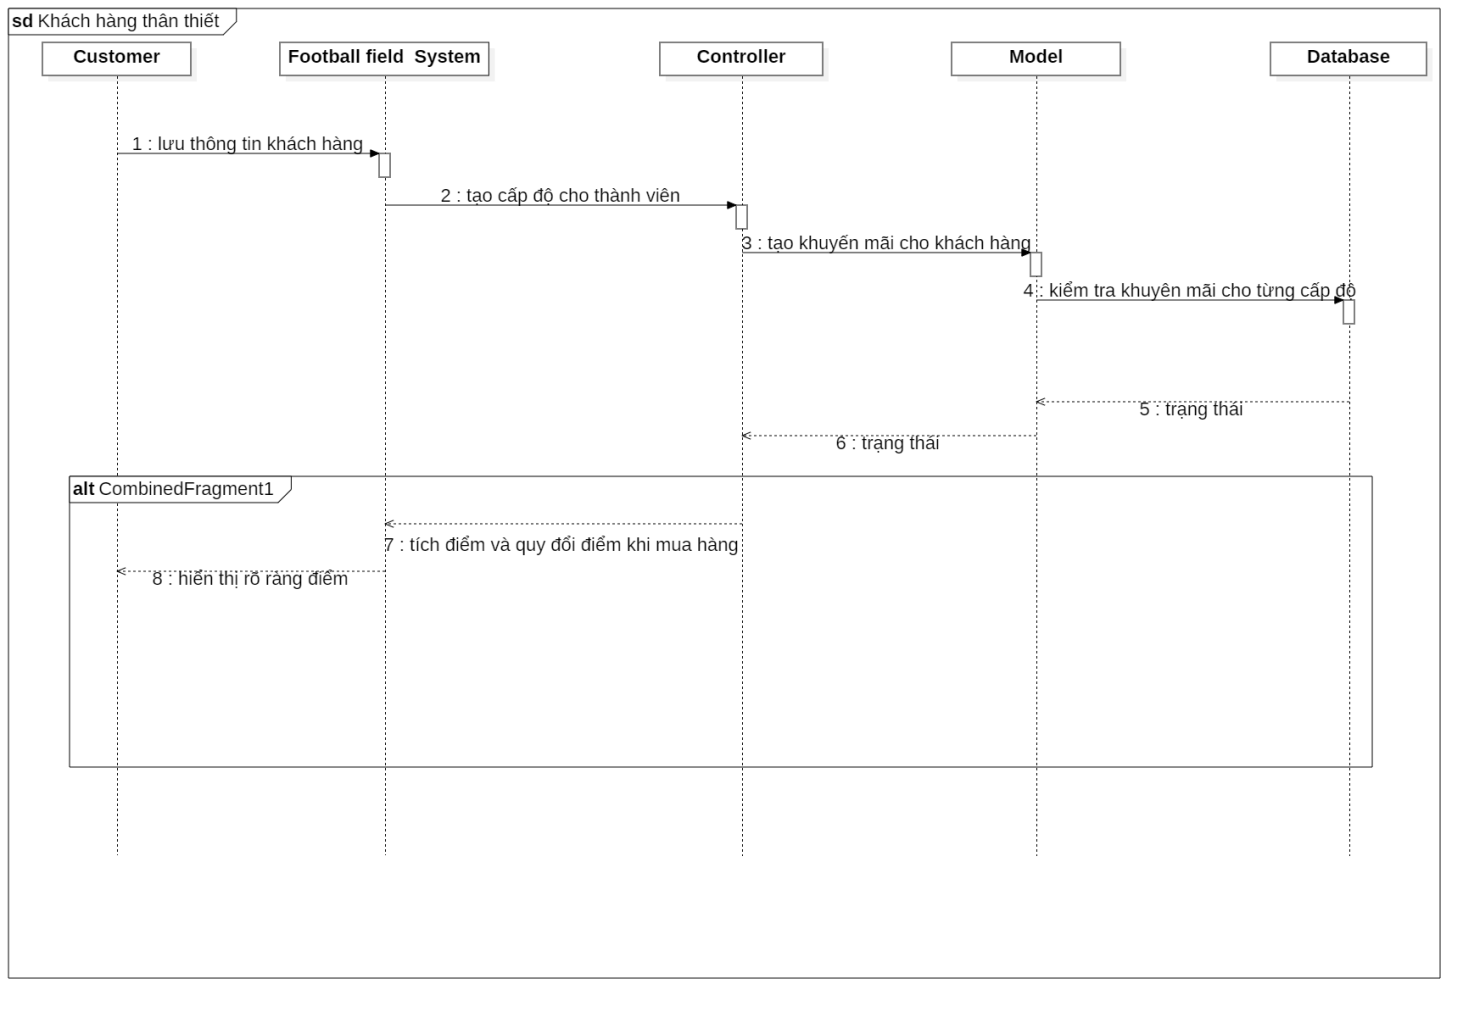 sd Khách hàng thân thiết
Customer
Football field  System
Controller
Model
Database
1 : lưu thông tin khách hàng
2 : tạo cấp độ cho thành viên
3 : tạo khuyến mãi cho khách hàng
4 : kiểm tra khuyên mãi cho từng cấp độ
5 : trạng thái
6 : trạng thái
alt CombinedFragment1
7 : tích điểm và quy đổi điểm khi mua hàng
8 : hiển thị rõ ràng điểm